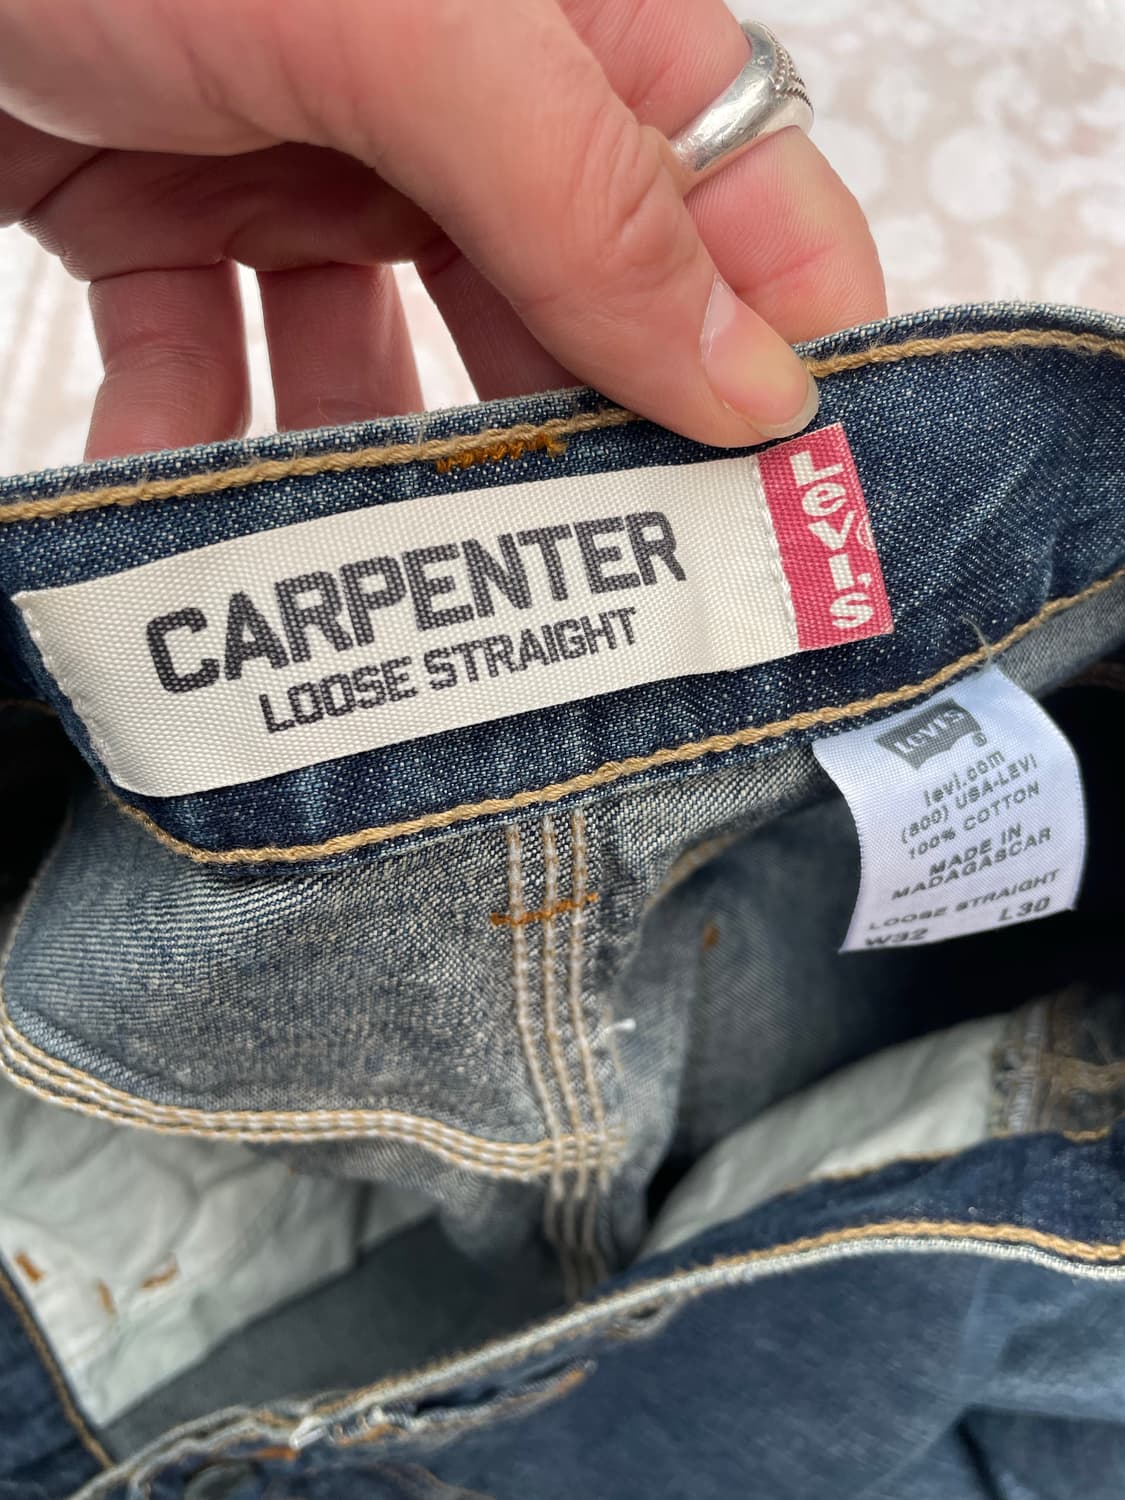 CARPENTER
LOOSE STRAIGHT
LEVI'S®
Levi's
®
levi.com
(800) USA-LEVI
100% COTTON
MADE IN
MADAGASCAR
LOOSE STRAIGHT
W32 L30